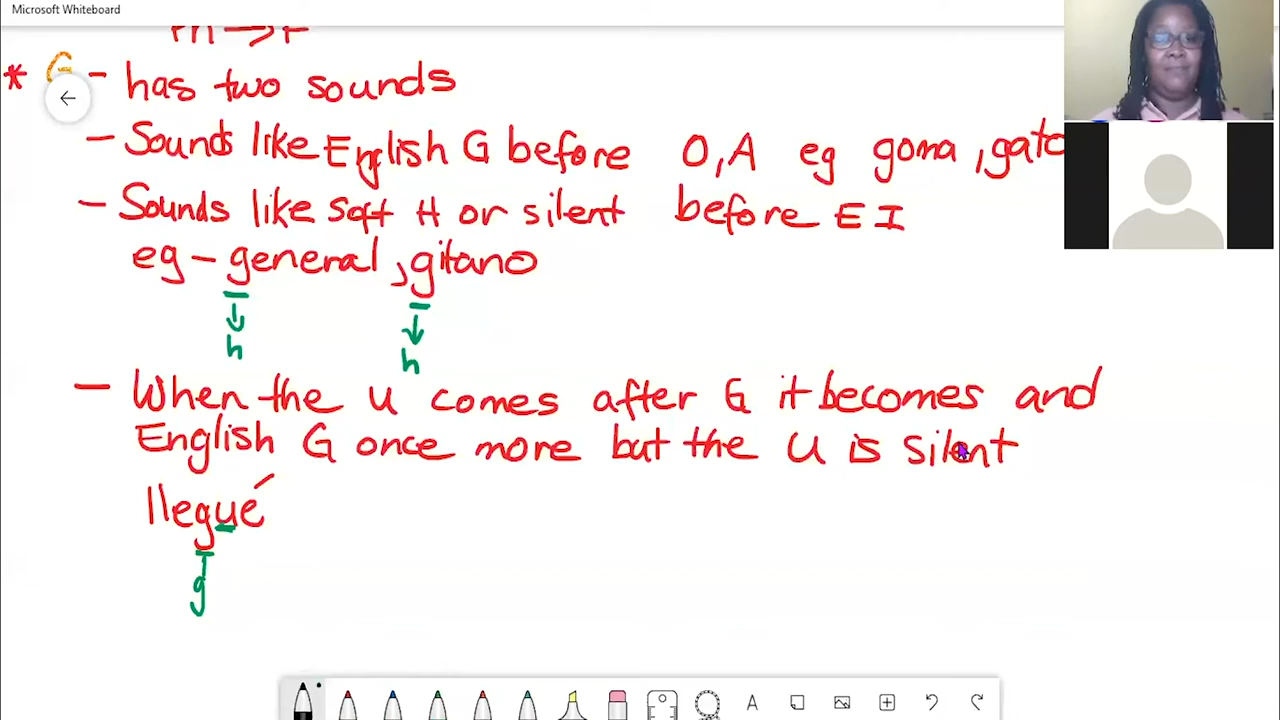 Microsoft Whiteboard
* G - has two sounds
- Sounds like English G before O, A eg goma, gato
- Sounds like soft H or silent before E I
eg - general, gitano
h h
- When the u comes after G it becomes and
English G once more but the U is silent
llegué
g